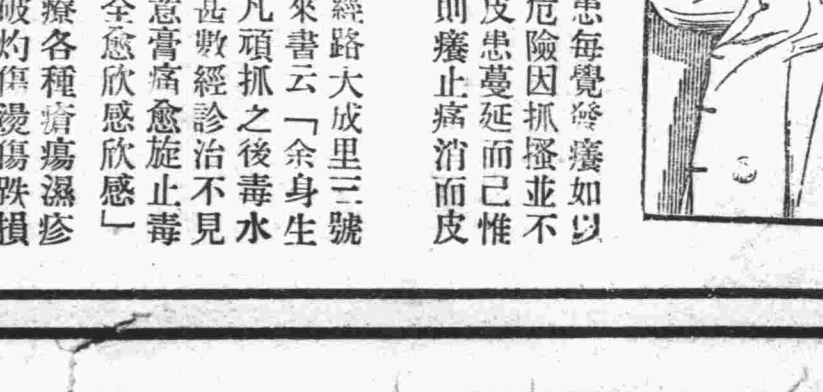 患每覺發癢如以
危險因抓搔並不
皮患蔓延而已惟
則癢止痛消而皮
經路大成里三號
來書云「余身生
凡頑抓之後毒水
甚數經診治不見
意膏痛愈旋止毒
全愈欣感欣感」
療各種瘡瘍濕疹
破灼傷燙傷跌損